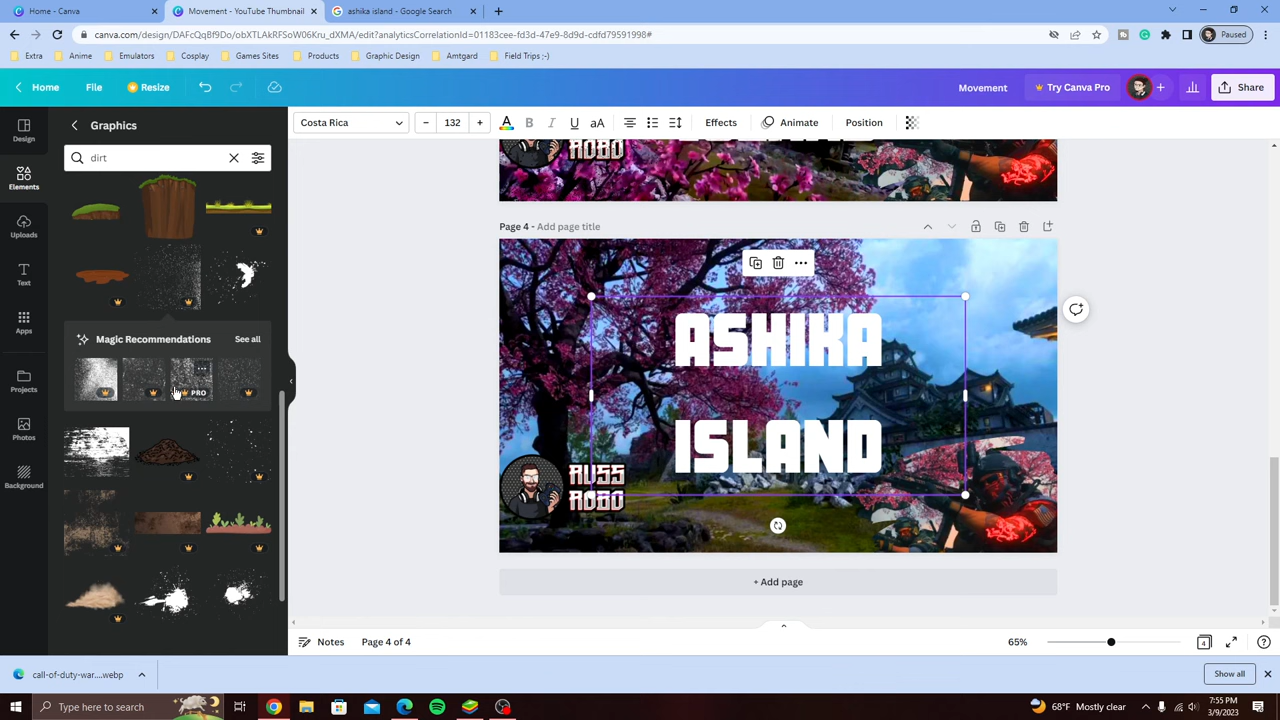 Home - Canva
Movement - YouTube Thumbnail
ashika island - Google Search
canva.com/design/DAFcQqBf9Do/obXTLAkRFSoW06Kru_dXMA/edit?analyticsCorrelationId=01183cee-fd3d-47e9-8d9d-cdfd79591998#
Paused
Extra
Anime
Emulators
Cosplay
Games Sites
Products
Graphic Design
Amtgard
Field Trips ;-)
Home
File
Resize
Movement
Try Canva Pro
Share
Design
Elements
Uploads
Text
Apps
Projects
Photos
Background
Graphics
dirt
Magic Recommendations
See all
PRO
Costa Rica
132
A
B
I
U
aA
Effects
Animate
Position
ROBO
Page 4 - Add page title
ASHIKA
ISLAND
RUSS
ROBO
+ Add page
Notes
Page 4 of 4
65%
4
call-of-duty-war....webp
Show all
Type here to search
68°F Mostly clear
7:55 PM
3/9/2023